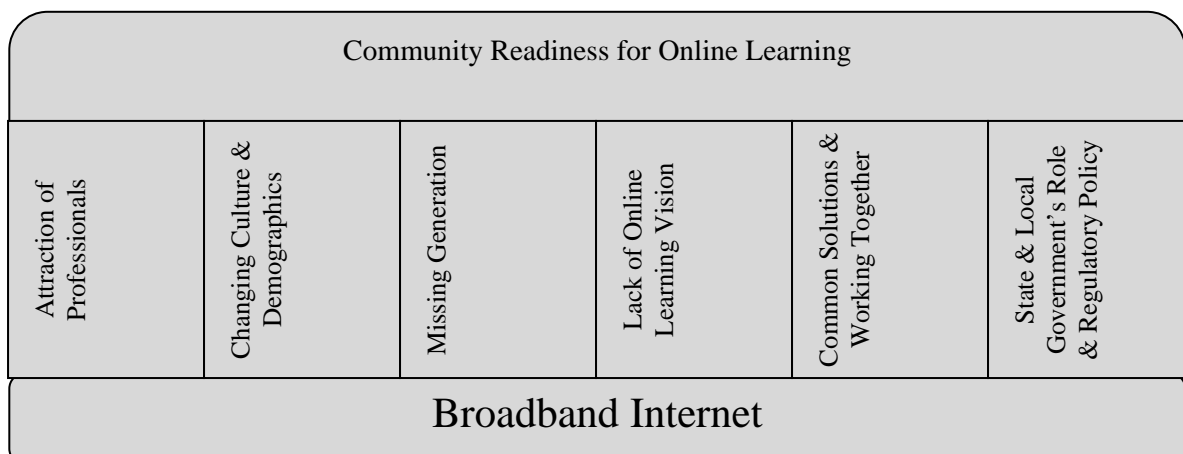 Community Readiness for Online Learning
Attraction of
Professionals
Changing Culture &
Demographics
Missing Generation
Lack of Online
Learning Vision
Common Solutions &
Working Together
State & Local
Government’s Role
& Regulatory Policy
Broadband Internet